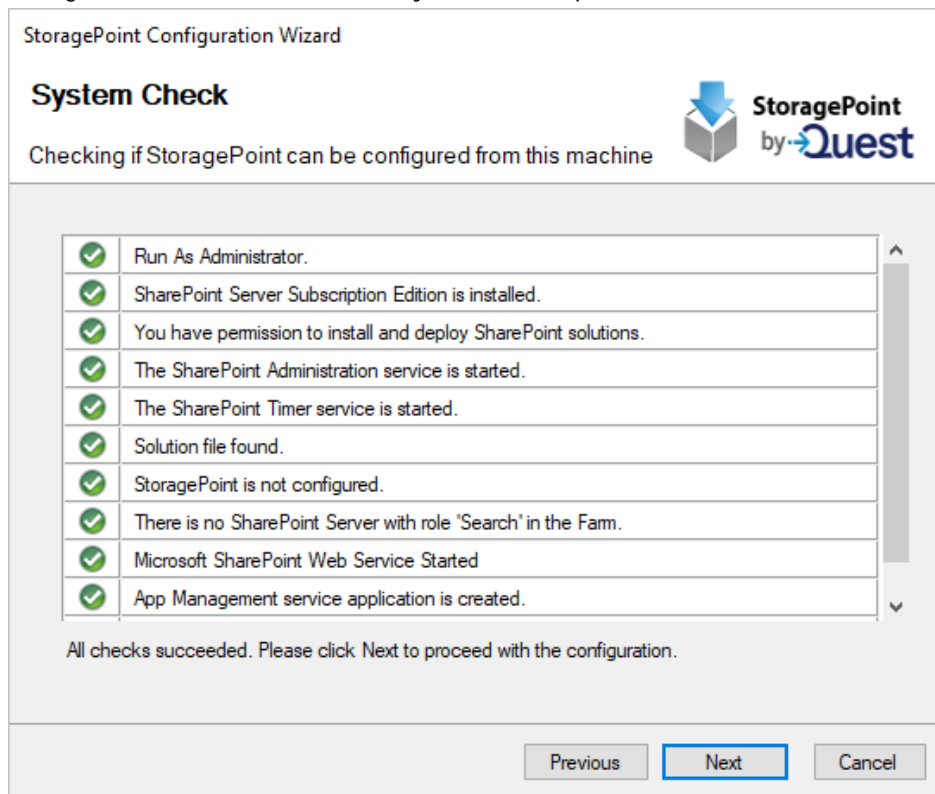 StoragePoint Configuration Wizard
System Check
StoragePoint
by Quest
Checking if StoragePoint can be configured from this machine
Run As Administrator.
SharePoint Server Subscription Edition is installed.
You have permission to install and deploy SharePoint solutions.
The SharePoint Administration service is started.
The SharePoint Timer service is started.
Solution file found.
StoragePoint is not configured.
There is no SharePoint Server with role "Search" in the Farm.
Microsoft SharePoint Web Service Started
App Management service application is created.
All checks succeeded. Please click Next to proceed with the configuration.
Previous
Next
Cancel